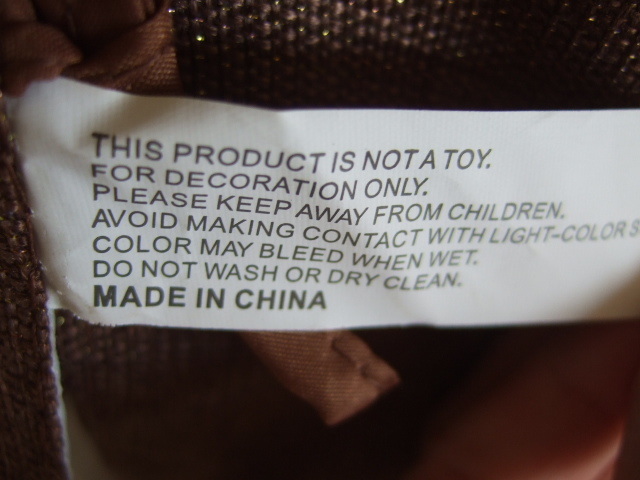 THIS PRODUCT IS NOT A TOY.
FOR DECORATION ONLY.
PLEASE KEEP AWAY FROM CHILDREN.
AVOID MAKING CONTACT WITH LIGHT-COLOR
COLOR MAY BLEED WHEN WET.
DO NOT WASH OR DRY CLEAN.
MADE IN CHINA